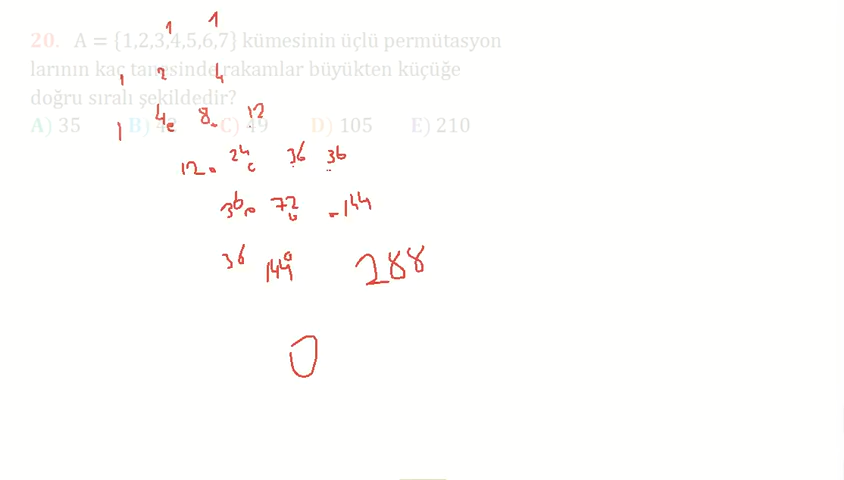 1 1
20. A = {1,2,3,4,5,6,7} kümesinin üçlü permütasyon
larının kaç tanesinde rakamlar büyükten küçüğe
1 2 4
doğru sıralı şekildedir?
1 4 8 12
A) 35 B) 42 C) 49 D) 105 E) 210
12 24 36 36
36 72 144
36 144 288
0